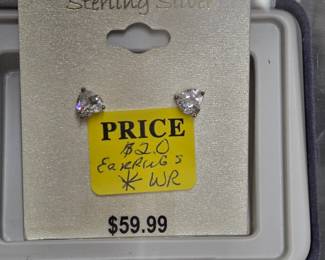 Sterling Silver
PRICE
$20
EARRINGS
* WR
$59.99